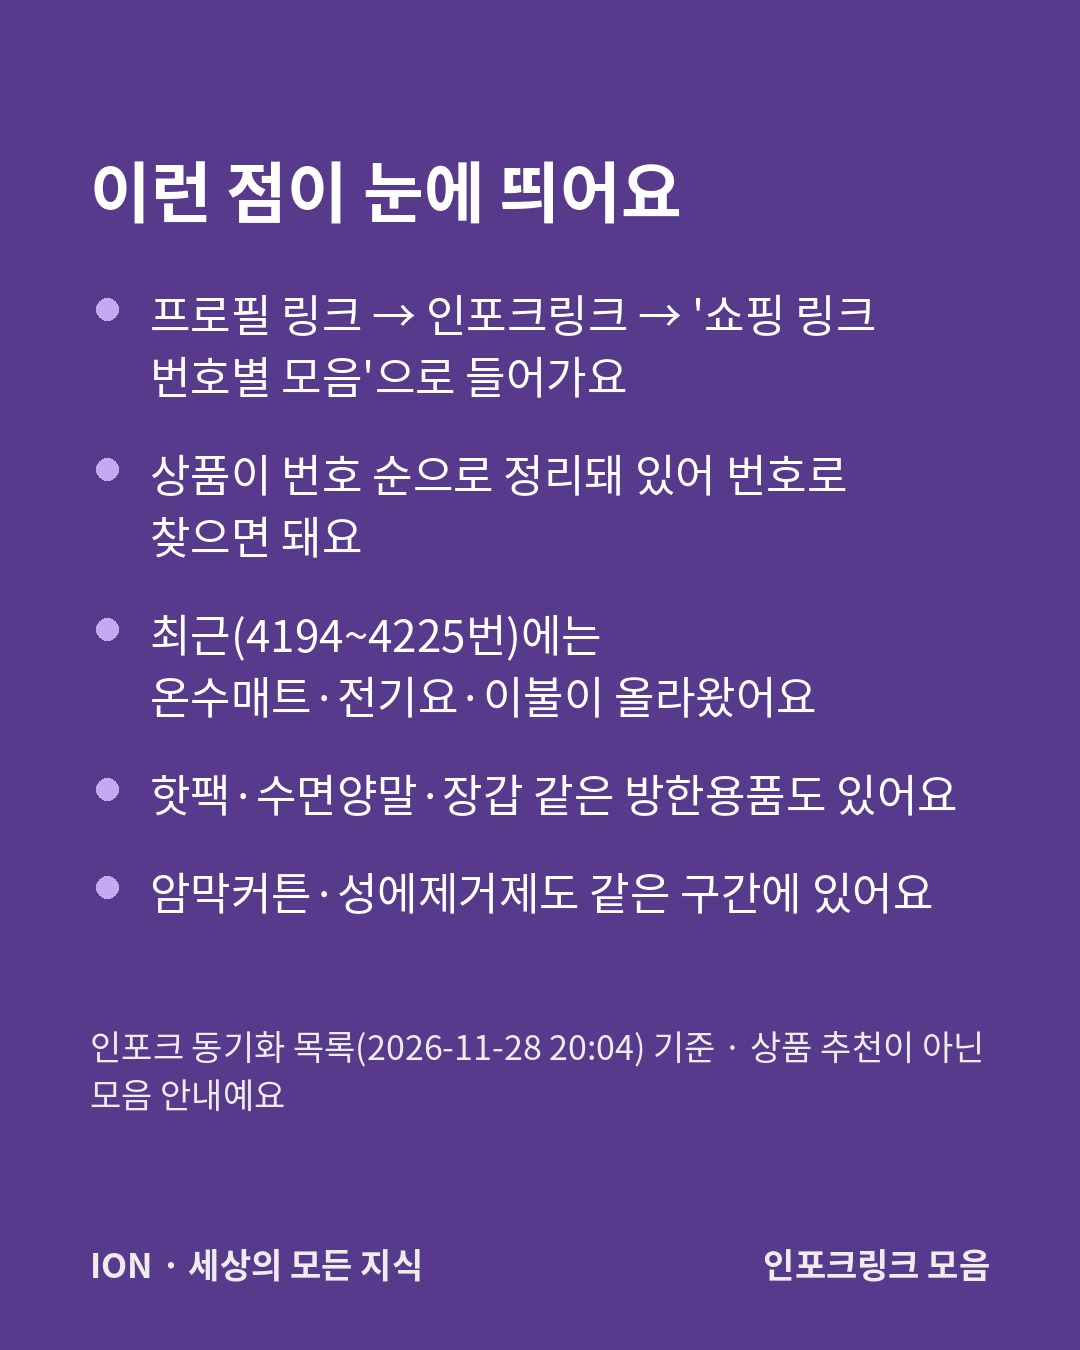 이런 점이 눈에 띄어요
프로필 링크 → 인포크링크 → '쇼핑 링크
번호별 모음'으로 들어가요
상품이 번호 순으로 정리돼 있어 번호로
찾으면 돼요
최근(4194~4225번)에는
온수매트·전기요·이불이 올라왔어요
핫팩·수면양말·장갑 같은 방한용품도 있어요
암막커튼·성에제거제도 같은 구간에 있어요
인포크 동기화 목록(2026-11-28 20:04) 기준 · 상품 추천이 아닌
모음 안내예요
ION · 세상의 모든 지식
인포크링크 모음